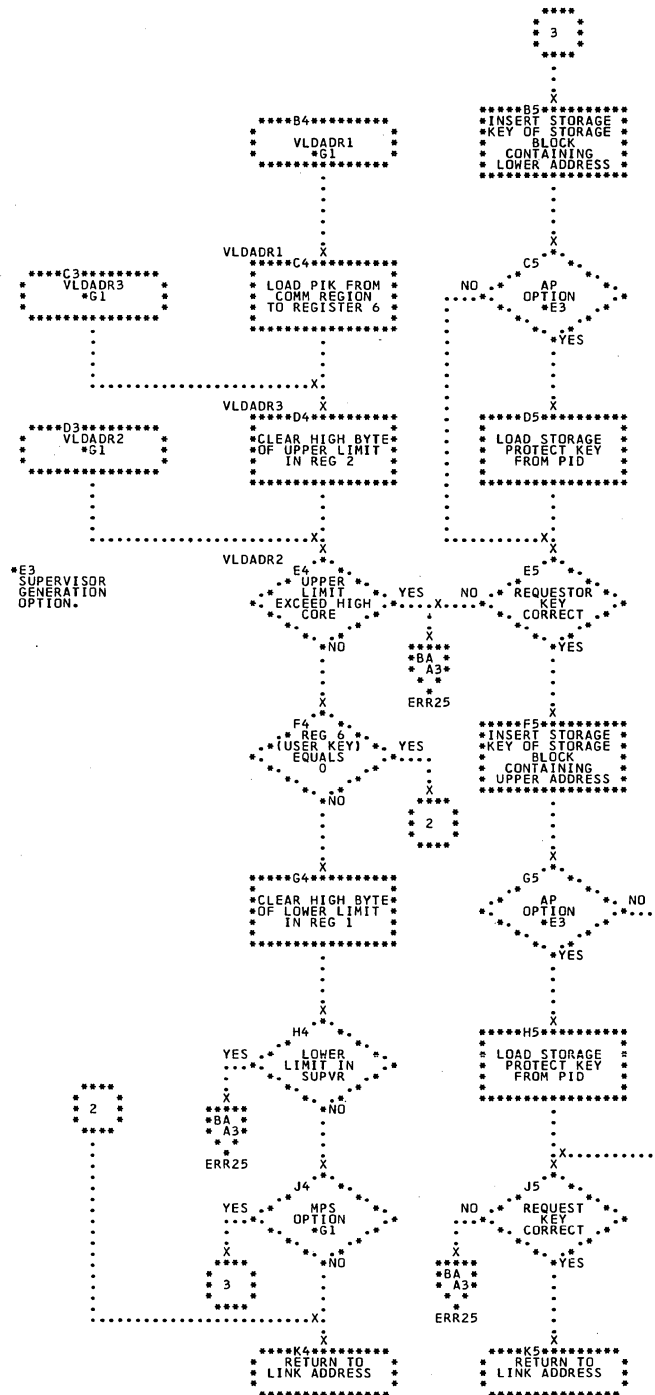 3
B4
VLDADR1
*G1
B5
INSERT STORAGE
KEY OF STORAGE
BLOCK
CONTAINING
LOWER ADDRESS
C3
VLDADR3
*G1
VLDADR1
C4
LOAD PIK FROM
COMM REGION
TO REGISTER 6
C5
AP
OPTION
*E3
NO
YES
D3
VLDADR2
*G1
VLDADR3
D4
CLEAR HIGH BYTE
OF UPPER LIMIT
IN REG 2
D5
LOAD STORAGE
PROTECT KEY
FROM PID
*E3
SUPERVISOR
GENERATION
OPTION.
VLDADR2
E4
UPPER
LIMIT
EXCEED HIGH
CORE
YES
NO
E5
REQUESTOR
KEY
CORRECT
NO
YES
BA
A3
ERR25
F4
REG 6
(USER KEY)
EQUALS
0
YES
NO
2
F5
INSERT STORAGE
KEY OF STORAGE
BLOCK
CONTAINING
UPPER ADDRESS
G4
CLEAR HIGH BYTE
OF LOWER LIMIT
IN REG 1
G5
AP
OPTION
*E3
NO
YES
H4
LOWER
LIMIT IN
SUPVR
YES
NO
BA
A3
ERR25
H5
LOAD STORAGE
PROTECT KEY
FROM PID
2
J4
MPS
OPTION
*G1
YES
NO
3
J5
REQUEST
KEY
CORRECT
NO
YES
BA
A3
ERR25
K4
RETURN TO
LINK ADDRESS
K5
RETURN TO
LINK ADDRESS